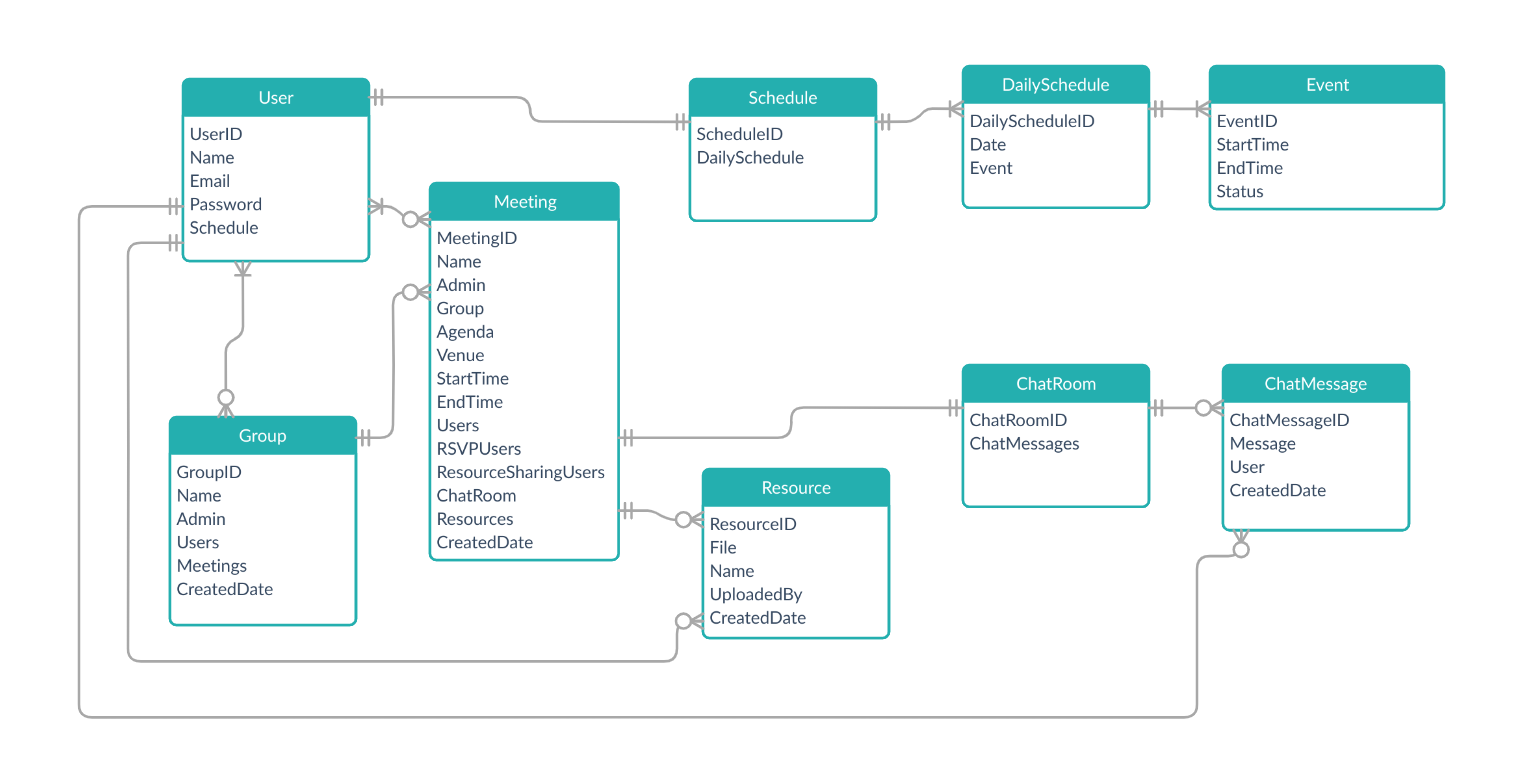 User
UserID
Name
Email
Password
Schedule
Schedule
ScheduleID
DailySchedule
DailySchedule
DailyScheduleID
Date
Event
Event
EventID
StartTime
EndTime
Status
Meeting
MeetingID
Name
Admin
Group
Agenda
Venue
StartTime
EndTime
Users
RSVPUsers
ResourceSharingUsers
ChatRoom
Resources
CreatedDate
Group
GroupID
Name
Admin
Users
Meetings
CreatedDate
Resource
ResourceID
File
Name
UploadedBy
CreatedDate
ChatRoom
ChatRoomID
ChatMessages
ChatMessage
ChatMessageID
Message
User
CreatedDate